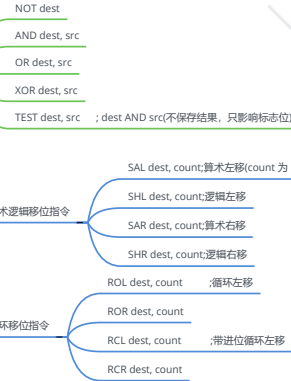 NOT dest
AND dest, src
OR dest, src
XOR dest, src
TEST dest, src ; dest AND src(不保存结果，只影响标志位)
术逻辑移位指令
SAL dest, count;算术左移(count 为
SHL dest, count;逻辑左移
SAR dest, count;算术右移
SHR dest, count;逻辑右移
环移位指令
ROL dest, count ;循环左移
ROR dest, count
RCL dest, count ;带进位循环左移
RCR dest, count